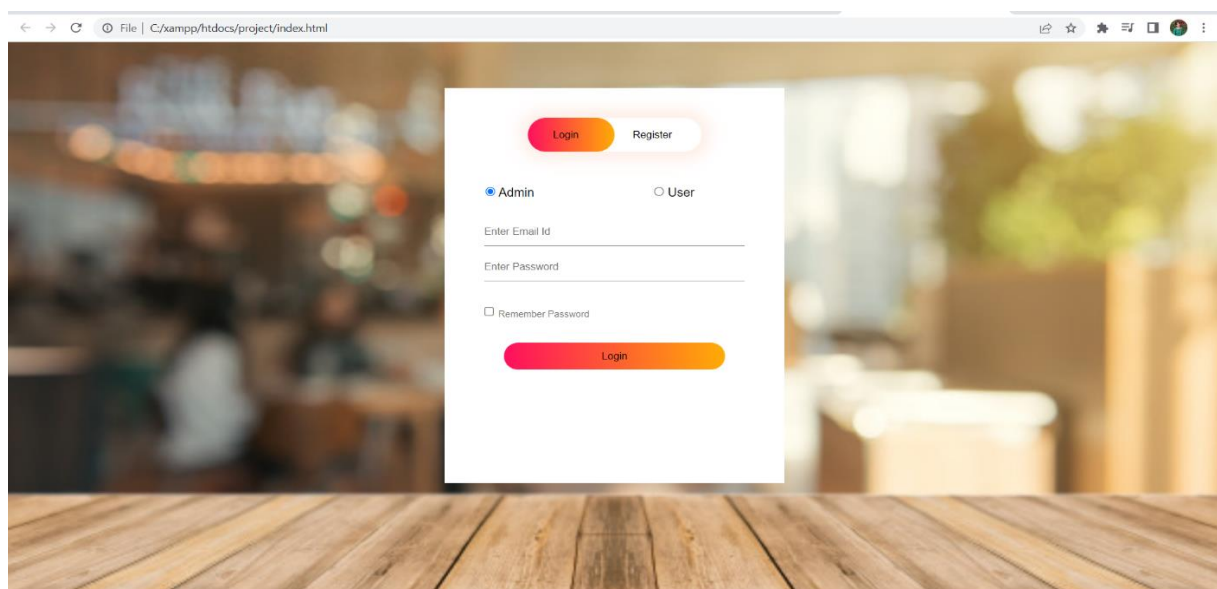 File | C:/xampp/htdocs/project/index.html
Login Register
Admin User
Enter Email Id
Enter Password
Remember Password
Login